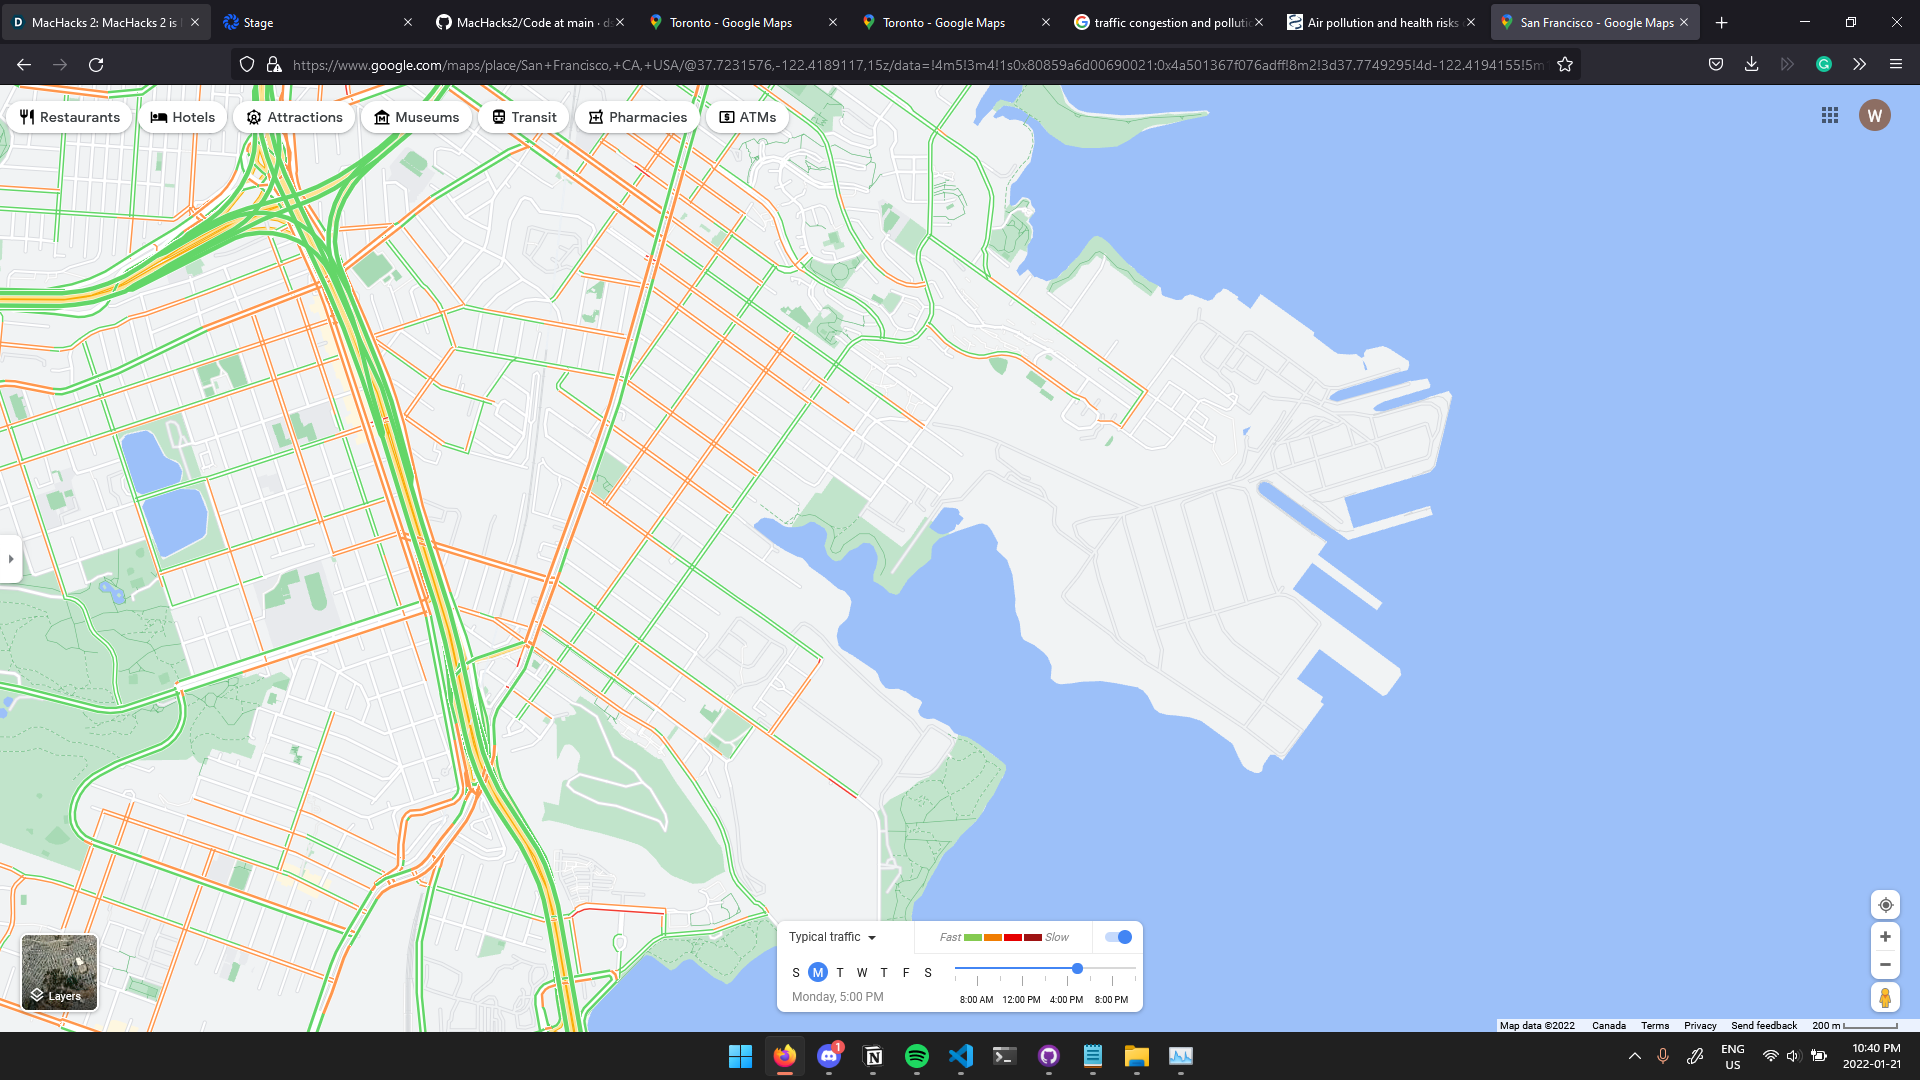 MacHacks 2: MacHacks 2 is
Stage
MacHacks2/Code at main · ds
Toronto - Google Maps
Toronto - Google Maps
traffic congestion and pollutio
Air pollution and health risks
San Francisco - Google Maps
https://www.google.com/maps/place/San+Francisco,+CA,+USA/@37.7231576,-122.4189117,15z/data=!4m5!3m4!1s0x80859a6d00690021:0x4a501367f076adff!8m2!3d37.7749295!4d-122.4194155!5m1
Restaurants
Hotels
Attractions
Museums
Transit
Pharmacies
ATMs
W
Typical traffic
Fast
Slow
S M T W T F S
Monday, 5:00 PM
8:00 AM 12:00 PM 4:00 PM 8:00 PM
Layers
Map data ©2022 Canada Terms Privacy Send feedback 200 m
1
ENG
US
10:40 PM
2022-01-21